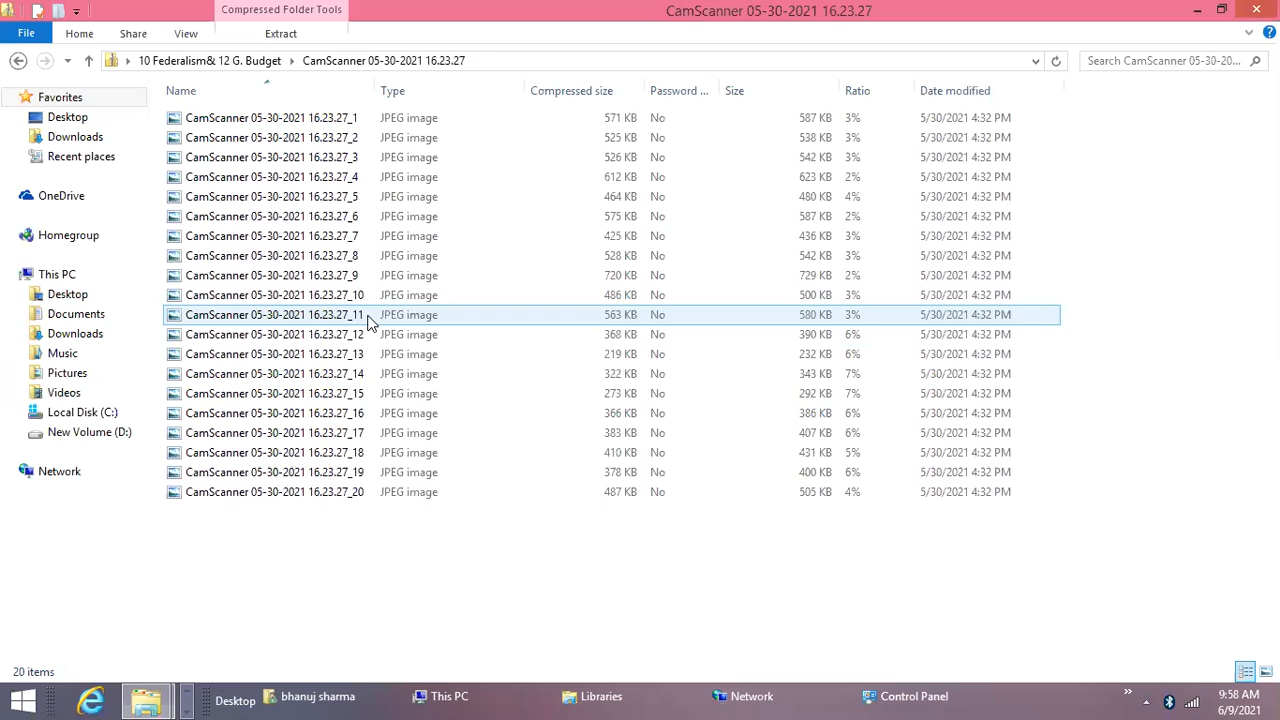 Compressed Folder Tools
CamScanner 05-30-2021 16.23.27
File
Home
Share
View
Extract
10 Federalism& 12 G. Budget
CamScanner 05-30-2021 16.23.27
Search CamScanner 05-30-20...
Name Type Compressed size Password ... Size Ratio Date modified
CamScanner 05-30-2021 16.23.27_1 JPEG image 571 KB No 587 KB 3% 5/30/2021 4:32 PM
CamScanner 05-30-2021 16.23.27_2 JPEG image 525 KB No 538 KB 3% 5/30/2021 4:32 PM
CamScanner 05-30-2021 16.23.27_3 JPEG image 526 KB No 542 KB 3% 5/30/2021 4:32 PM
CamScanner 05-30-2021 16.23.27_4 JPEG image 612 KB No 623 KB 2% 5/30/2021 4:32 PM
CamScanner 05-30-2021 16.23.27_5 JPEG image 464 KB No 480 KB 4% 5/30/2021 4:32 PM
CamScanner 05-30-2021 16.23.27_6 JPEG image 575 KB No 587 KB 2% 5/30/2021 4:32 PM
CamScanner 05-30-2021 16.23.27_7 JPEG image 425 KB No 436 KB 3% 5/30/2021 4:32 PM
CamScanner 05-30-2021 16.23.27_8 JPEG image 528 KB No 542 KB 3% 5/30/2021 4:32 PM
CamScanner 05-30-2021 16.23.27_9 JPEG image 720 KB No 729 KB 2% 5/30/2021 4:32 PM
CamScanner 05-30-2021 16.23.27_10 JPEG image 486 KB No 500 KB 3% 5/30/2021 4:32 PM
CamScanner 05-30-2021 16.23.27_11 JPEG image 563 KB No 580 KB 3% 5/30/2021 4:32 PM
CamScanner 05-30-2021 16.23.27_12 JPEG image 368 KB No 390 KB 6% 5/30/2021 4:32 PM
CamScanner 05-30-2021 16.23.27_13 JPEG image 219 KB No 232 KB 6% 5/30/2021 4:32 PM
CamScanner 05-30-2021 16.23.27_14 JPEG image 322 KB No 343 KB 7% 5/30/2021 4:32 PM
CamScanner 05-30-2021 16.23.27_15 JPEG image 273 KB No 292 KB 7% 5/30/2021 4:32 PM
CamScanner 05-30-2021 16.23.27_16 JPEG image 366 KB No 386 KB 6% 5/30/2021 4:32 PM
CamScanner 05-30-2021 16.23.27_17 JPEG image 383 KB No 407 KB 6% 5/30/2021 4:32 PM
CamScanner 05-30-2021 16.23.27_18 JPEG image 410 KB No 431 KB 5% 5/30/2021 4:32 PM
CamScanner 05-30-2021 16.23.27_19 JPEG image 378 KB No 400 KB 6% 5/30/2021 4:32 PM
CamScanner 05-30-2021 16.23.27_20 JPEG image 487 KB No 505 KB 4% 5/30/2021 4:32 PM
Favorites
Desktop
Downloads
Recent places
OneDrive
Homegroup
This PC
Desktop
Documents
Downloads
Music
Pictures
Videos
Local Disk (C:)
New Volume (D:)
Network
20 items
Desktop
bhanuj sharma
This PC
Libraries
Network
Control Panel
9:58 AM
6/9/2021